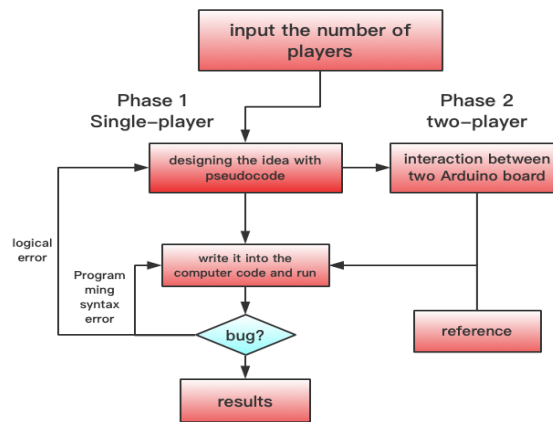 input the number of
players
Phase 1
Single-player
Phase 2
two-player
designing the idea with
pseudocode
interaction between
two Arduino board
logical
error
write it into the
computer code and run
Program
ming
syntax
error
bug?
reference
results